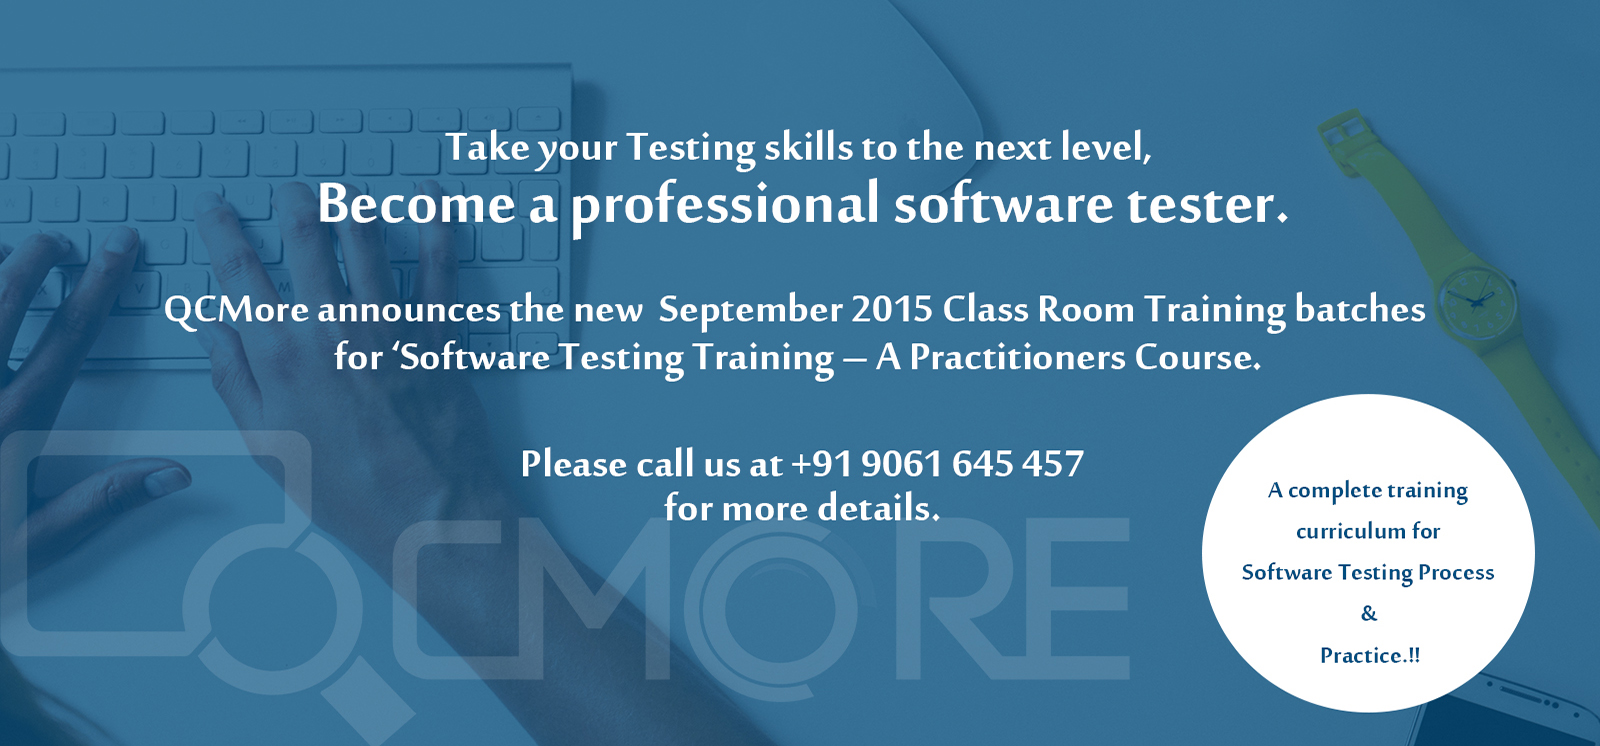 Take your Testing skills to the next level,
Become a professional software tester.
QCMore announces the new  September 2015 Class Room Training batches
for ‘Software Testing Training – A Practitioners Course.
Please call us at +91 9061 645 457
for more details.
A complete training
curriculum for
Software Testing Process
&
Practice.!!
QCMORE